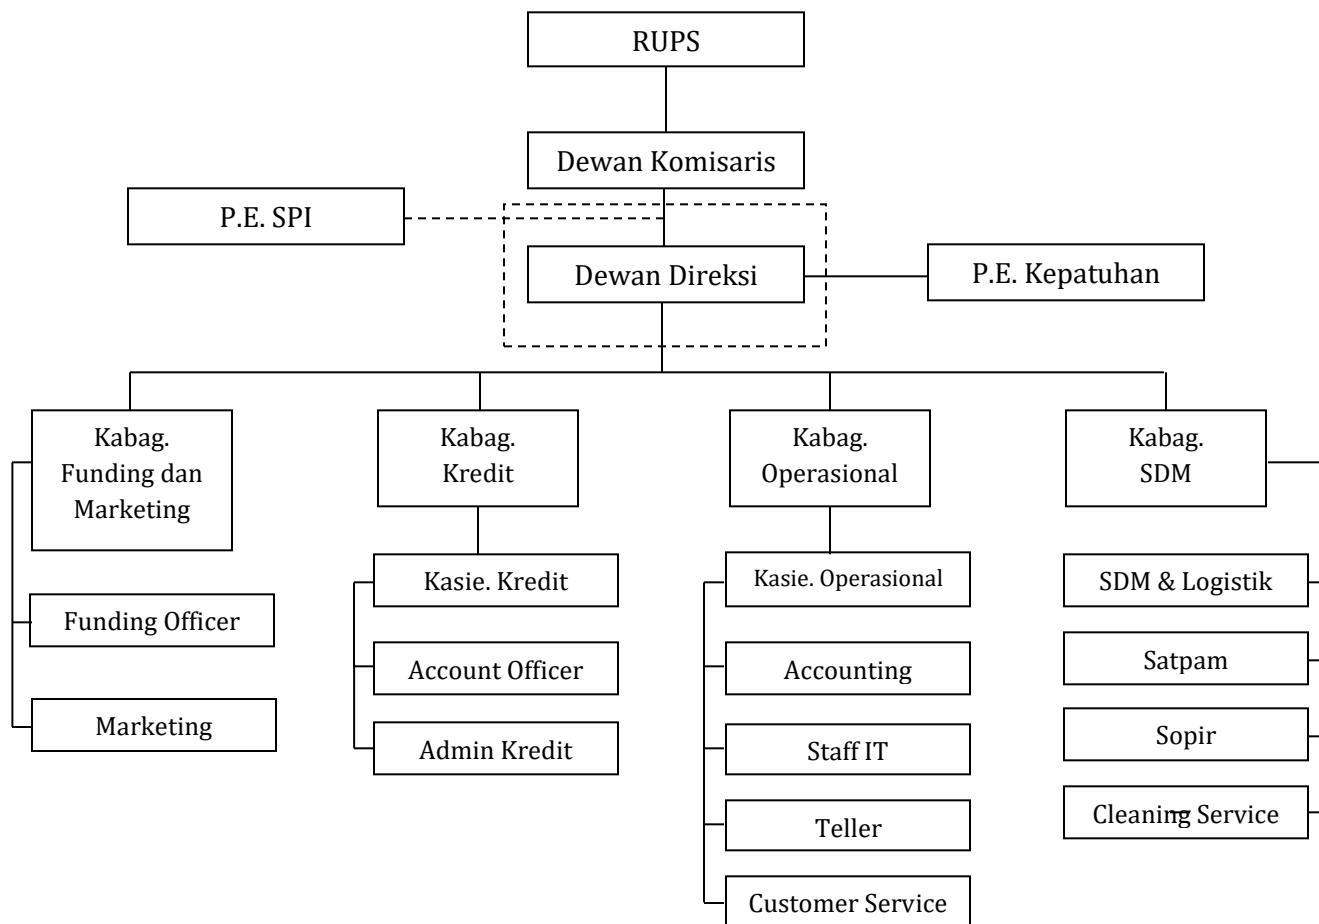 RUPS
Dewan Komisaris
P.E. SPI
Dewan Direksi
P.E. Kepatuhan
Kabag.
Funding dan
Marketing
Kabag.
Kredit
Kabag.
Operasional
Kabag.
SDM
Kasie. Kredit
Kasie. Operasional
SDM & Logistik
Funding Officer
Account Officer
Accounting
Satpam
Marketing
Admin Kredit
Staff IT
Sopir
Teller
Cleaning Service
Customer Service